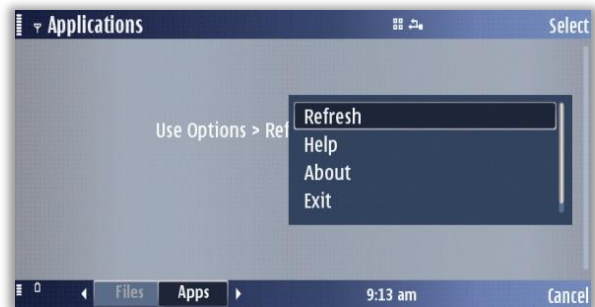 Applications
Select
Use Options > Ref
Refresh
Help
About
Exit
Files
Apps
9:13 am
Cancel